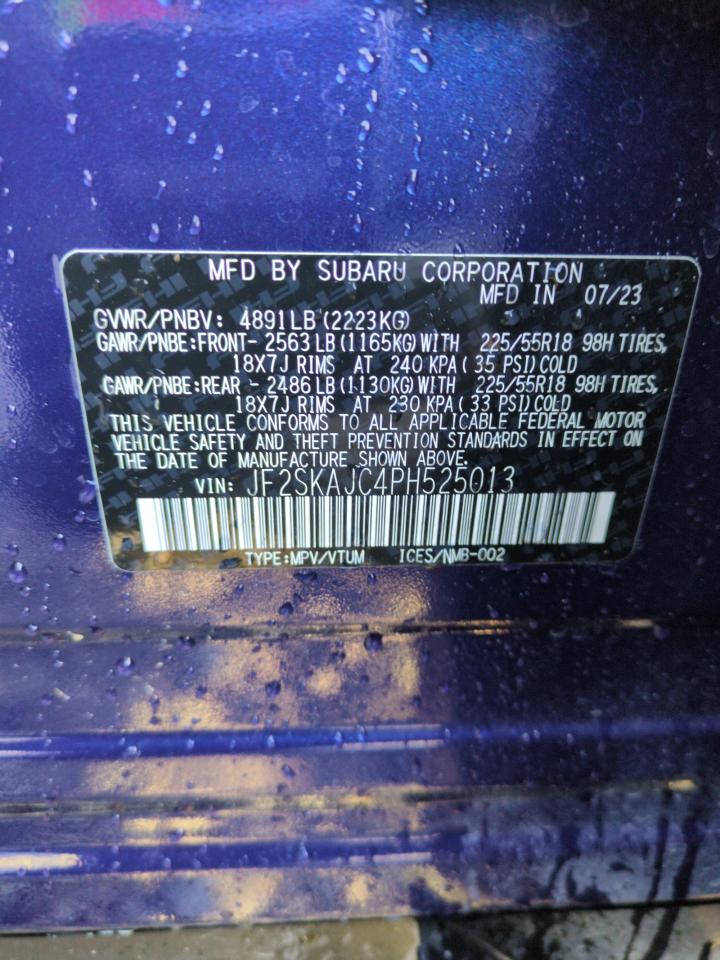 MFD BY SUBARU CORPORATION
MFD IN 07/23
GVWR/PNBV: 4891LB (2223KG)
GAWR/PNBE:FRONT- 2563 LB (1165KG) WITH 225/55R18 98H TIRES,
18X7J RIMS AT 240 KPA ( 35 PSI) COLD
GAWR/PNBE:REAR - 2486 LB (1130KG) WITH 225/55R18 98H TIRES,
18X7J RIMS AT 230 KPA ( 33 PSI) COLD
THIS VEHICLE CONFORMS TO ALL APPLICABLE FEDERAL MOTOR
VEHICLE SAFETY AND THEFT PREVENTION STANDARDS IN EFFECT ON
THE DATE OF MANUFACTURE SHOWN ABOVE.
VIN: JF2SKAJC4PH525013
TYPE:MPV/VTUM ICES/NMB-002